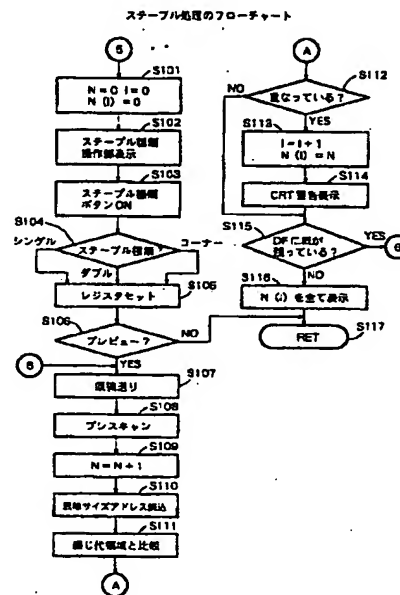 ステープル処理のフローチャート
5
S101
N=0 I=0
N(I)=0
S102
ステープル種類
操作部表示
S103
ステープル種類
ボタンON
S104
シングル
ステープル種類?
コーナー
ダブル
レジスタセット
S105
S106
プレビュー?
NO
YES
6
S107
原稿送り
S108
プレスキャン
S109
N=N+1
S110
原稿サイズアドレス読込
S111
綴じ代領域と比較
A
A
S112
重なっている?
NO
YES
S113
I=I+1
N(I)=N
S114
CRT警告表示
S115
DFに紙が
残っている?
YES
6
NO
S116
N(i)を全て表示
RET
S117